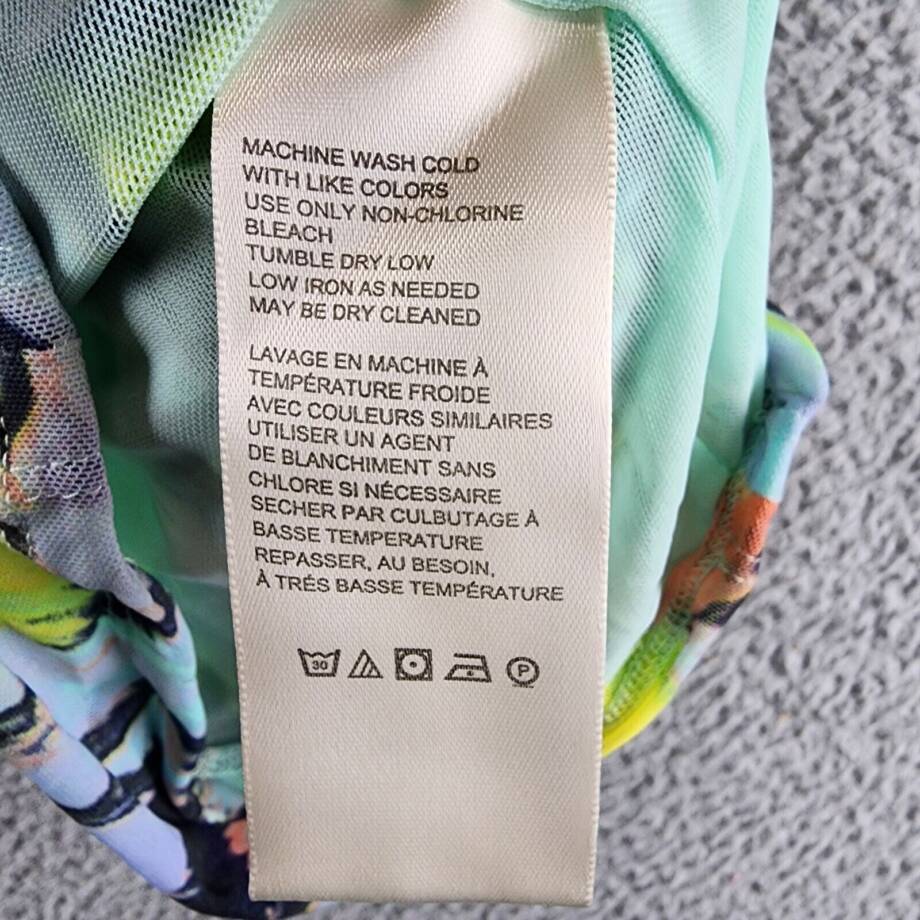 MACHINE WASH COLD
WITH LIKE COLORS
USE ONLY NON-CHLORINE
BLEACH
TUMBLE DRY LOW
LOW IRON AS NEEDED
MAY BE DRY CLEANED
LAVAGE EN MACHINE À
TEMPÉRATURE FROIDE
AVEC COULEURS SIMILAIRES
UTILISER UN AGENT
DE BLANCHIMENT SANS
CHLORE SI NÉCESSAIRE
SECHER PAR CULBUTAGE À
BASSE TEMPERATURE
REPASSER, AU BESOIN,
À TRÉS BASSE TEMPÉRATURE
30 P